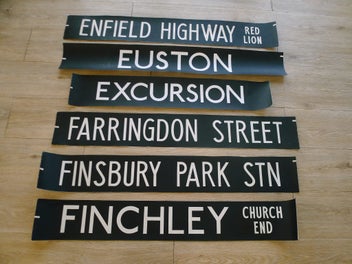 ENFIELD HIGHWAY RED LION
EUSTON
EXCURSION
FARRINGDON STREET
FINSBURY PARK STN
FINCHLEY CHURCH END